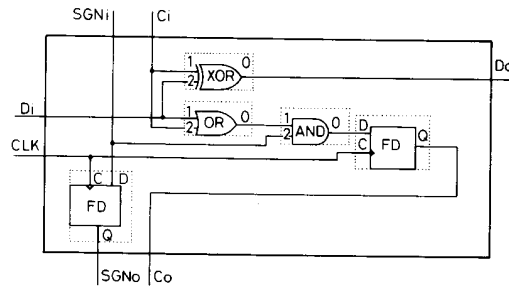 SGNi Ci
1 0
XOR
2
Do
Di
1 0
OR
2
1 0
AND
2
D
Q
C FD
CLK
C D
FD
Q
SGNo Co